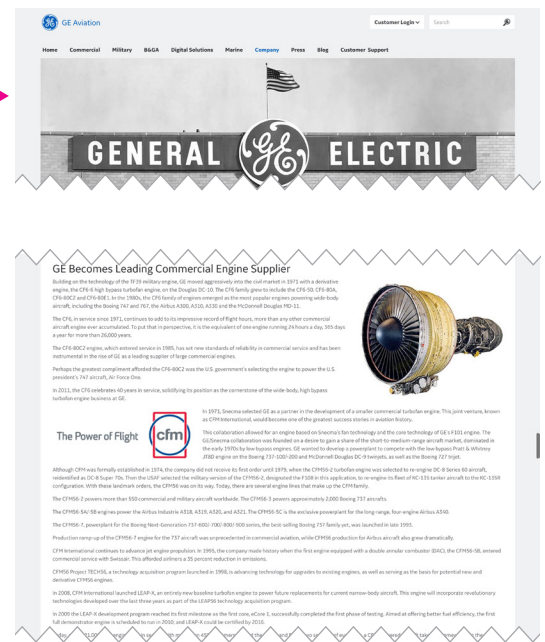 GE Aviation
Customer Login
Search
Home Commercial Military B&GA Digital Solutions Marine Company Press Blog Customer Support
GENERAL GE ELECTRIC
GE Becomes Leading Commercial Engine Supplier
Building on the technology of the TF39 military engine, GE moved aggressively into the civil market in 1971 with a derivative
engine, the CF6-6 high bypass turbofan engine, on the Douglas DC-10. The CF6 family grew to include the CF6-50, CF6-80A,
CF6-80C2 and CF6-80E1. In the 1980s, the CF6 family of engines emerged as the most popular engines powering wide-body
aircraft, including the Boeing 747 and 767, the Airbus A300, A310, A330 and the McDonnell Douglas MD-11.
The CF6, in service since 1971, continues to add to its impressive record of flight hours, more than any other commercial
aircraft engine ever accumulated. To put that in perspective, it is the equivalent of one engine running 24 hours a day, 365 days
a year for more than 26,000 years.
The CF6-80C2 engine, which entered service in 1985, set new standards of reliability in commercial service and has been
instrumental in the rise of GE as a leading supplier of large commercial engines.
Perhaps the greatest compliment afforded the CF6-80C2 was the U.S. government's selecting the engine to power the U.S.
president's 747 aircraft, Air Force One.
In 2011, the CF6 celebrates 40 years in service, solidifying its position as the cornerstone of the wide-body, high bypass
turbofan engine business at GE.
The Power of Flight cfm
In 1971, Snecma selected GE as a partner in the development of a smaller commercial turbofan engine. This joint venture, known
as CFM International, would become one of the greatest success stories in aviation history.
This collaboration allowed for an engine based on Snecma's fan technology and the core technology of GE's F101 engine. The
GE/Snecma collaboration was founded on a desire to gain a share of the short-to-medium-range aircraft market, dominated in
the early 1970s by low bypass engines. GE wanted to develop a powerplant to compete with the low-bypass Pratt & Whitney
JT8D engine on the Boeing 737-100/-200 and McDonnell Douglas DC-9 twinjets, as well as the Boeing 727 trijet.
Although CFM was formally established in 1974, the company did not receive its first order until 1979, when the CFM56-2 turbofan engine was selected to re-engine DC-8 Series 60 aircraft,
reidentified as DC-8 Super 70s. Then the USAF selected the military version of the CFM56-2, designated the F108 in this application, to re-engine its fleet of KC-135 tanker aircraft to the KC-135R
configuration. With these landmark orders, the CFM56 was on its way. Today, there are several engine lines that make up the CFM family.
The CFM56-2 powers more than 550 commercial and military aircraft worldwide. The CFM56-3 powers approximately 2,000 Boeing 737 aircraft.
The CFM56-5A/-5B engines power the Airbus Industrie A318, A319, A320, and A321. The CFM56-5C is the exclusive powerplant for the long range, four-engine Airbus A340.
The CFM56-7, powerplant for the Boeing Next-Generation 737-600/-700/-800/-900 series, the best-selling Boeing 737 family yet, was launched in late 1993.
Production ramp up of the CFM56-7 engine for the 737 aircraft was unprecedented in commercial aviation, while CFM56 production for Airbus aircraft also grew dramatically.
CFM International continues to advance jet engine propulsion. In 1995, the company made history when the first engine equipped with a double annular combustor (DAC), the CFM56-5B, entered
commercial service with Swissair. This afforded airliners a 35 percent reduction in emissions.
CFM56 Project TECH56, a technology acquisition program launched in 1998, is advancing technology for upgrades to existing engines, as well as serving as the basis for potential new and
derivative CFM56 engines.
In 2008, CFM International launched LEAP-X, an entirely new baseline turbofan engine to power future replacements for current narrow-body aircraft. This engine will incorporate revolutionary
technologies developed over the last three years as part of the LEAP56 technology acquisition program.
In 2009 the LEAP-X development program reached its first milestone as the first core, eCore 1, successfully completed the first phase of testing. Aimed at offering better fuel efficiency, the first
full demonstrator engine is scheduled to run in 2010; and LEAP-X could be certified by 2016.